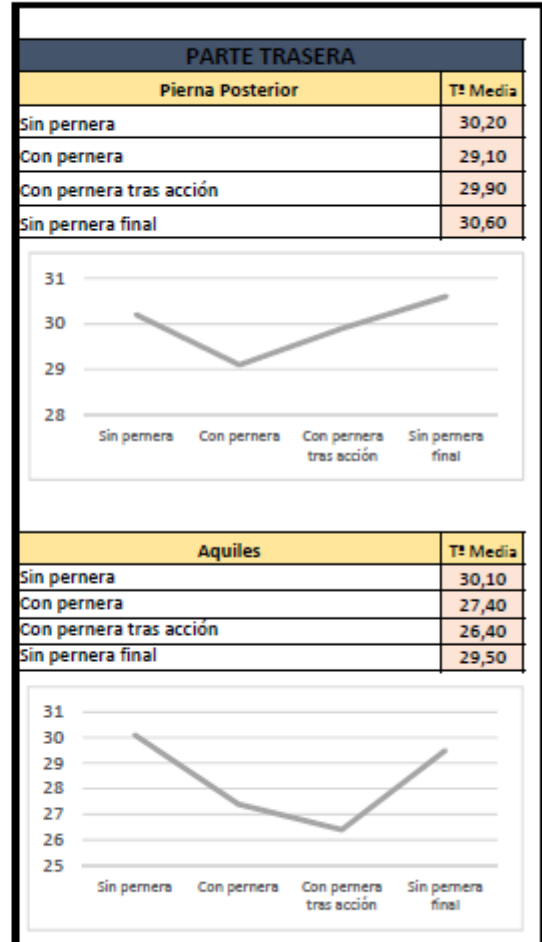 PARTE TRASERA
Pierna Posterior Tª Media
Sin pernera 30,20
Con pernera 29,10
Con pernera tras acción 29,90
Sin pernera final 30,60
31
30
29
28
Sin pernera Con pernera Con pernera Sin pernera
tras acción final
Aquiles Tª Media
Sin pernera 30,10
Con pernera 27,40
Con pernera tras acción 26,40
Sin pernera final 29,50
31
30
29
28
27
26
25
Sin pernera Con pernera Con pernera Sin pernera
tras acción final